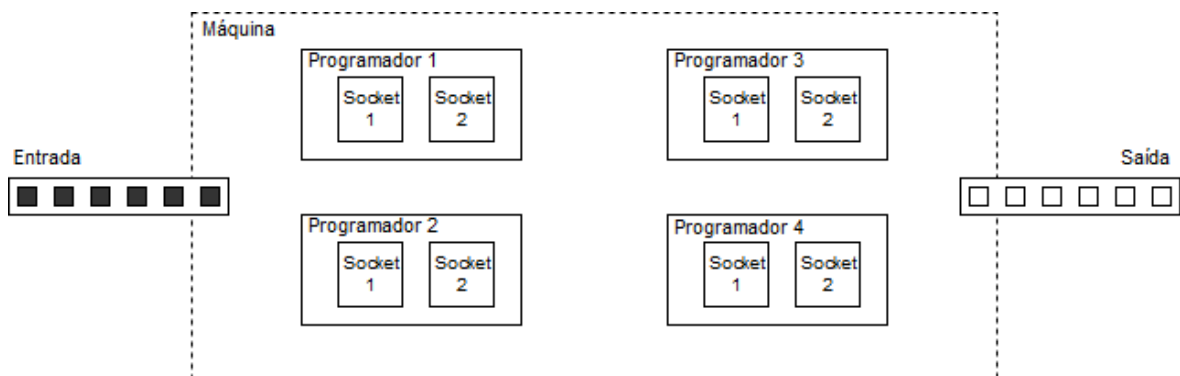 Máquina
Programador 1
Socket
1
Socket
2
Programador 3
Socket
1
Socket
2
Entrada
Saída
Programador 2
Socket
1
Socket
2
Programador 4
Socket
1
Socket
2